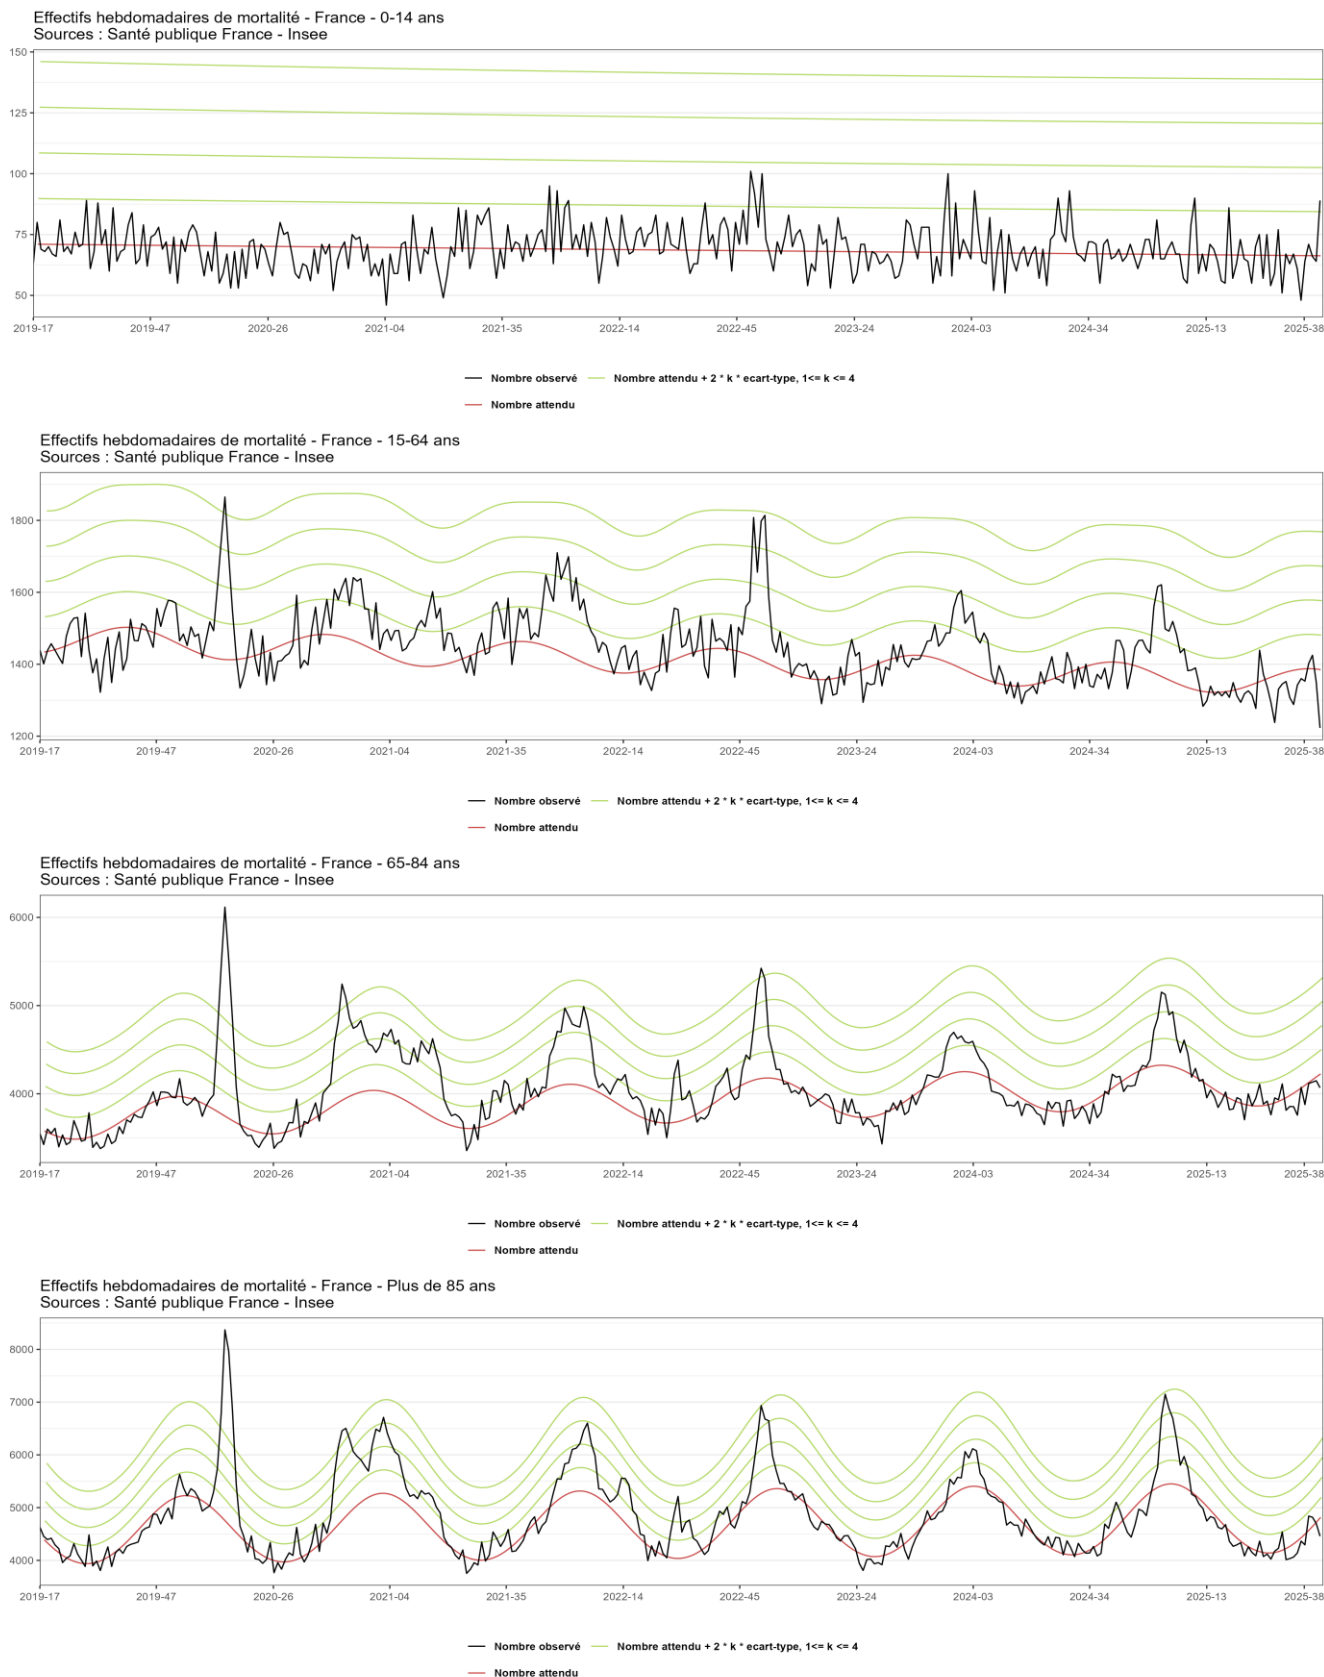 Effectifs hebdomadaires de mortalité - France - 0-14 ans
Sources : Santé publique France - Insee
150
125
100
75
50
2019-17 2019-47 2020-26 2021-04 2021-35 2022-14 2022-45 2023-24 2024-03 2024-34 2025-13 2025-38
Nombre observé Nombre attendu + 2 * k * ecart-type, 1<= k <= 4
Nombre attendu
Effectifs hebdomadaires de mortalité - France - 15-64 ans
Sources : Santé publique France - Insee
1800
1600
1400
1200
2019-17 2019-47 2020-26 2021-04 2021-35 2022-14 2022-45 2023-24 2024-03 2024-34 2025-13 2025-38
Nombre observé Nombre attendu + 2 * k * ecart-type, 1<= k <= 4
Nombre attendu
Effectifs hebdomadaires de mortalité - France - 65-84 ans
Sources : Santé publique France - Insee
6000
5000
4000
2019-17 2019-47 2020-26 2021-04 2021-35 2022-14 2022-45 2023-24 2024-03 2024-34 2025-13 2025-38
Nombre observé Nombre attendu + 2 * k * ecart-type, 1<= k <= 4
Nombre attendu
Effectifs hebdomadaires de mortalité - France - Plus de 85 ans
Sources : Santé publique France - Insee
8000
7000
6000
5000
4000
2019-17 2019-47 2020-26 2021-04 2021-35 2022-14 2022-45 2023-24 2024-03 2024-34 2025-13 2025-38
Nombre observé Nombre attendu + 2 * k * ecart-type, 1<= k <= 4
Nombre attendu